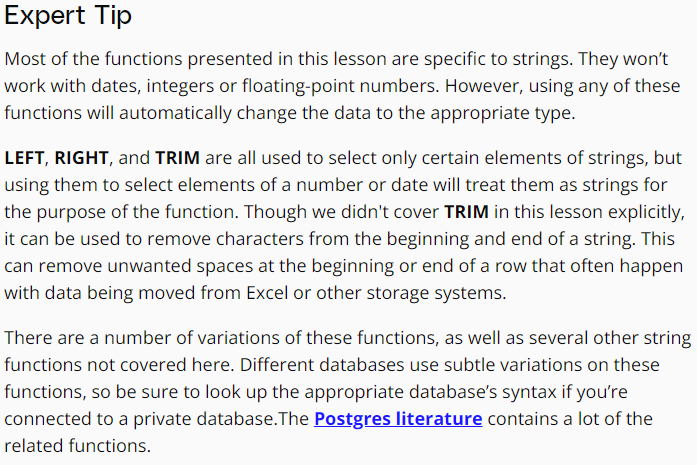 Expert Tip
Most of the functions presented in this lesson are specific to strings. They won’t
work with dates, integers or floating-point numbers. However, using any of these
functions will automatically change the data to the appropriate type.
LEFT, RIGHT, and TRIM are all used to select only certain elements of strings, but
using them to select elements of a number or date will treat them as strings for
the purpose of the function. Though we didn't cover TRIM in this lesson explicitly,
it can be used to remove characters from the beginning and end of a string. This
can remove unwanted spaces at the beginning or end of a row that often happen
with data being moved from Excel or other storage systems.
There are a number of variations of these functions, as well as several other string
functions not covered here. Different databases use subtle variations on these
functions, so be sure to look up the appropriate database’s syntax if you’re
connected to a private database.The Postgres literature contains a lot of the
related functions.